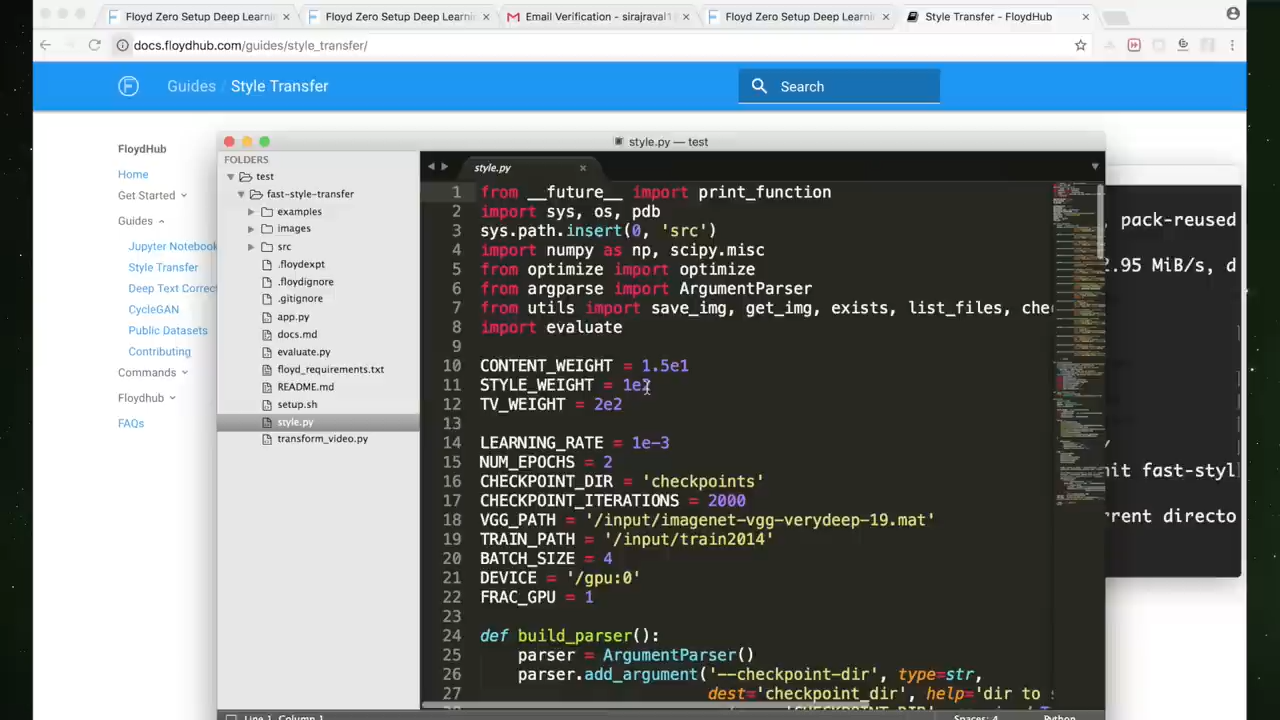 Floyd Zero Setup Deep Learni
Floyd Zero Setup Deep Learni
Email Verification - sirajraval1
Floyd Zero Setup Deep Learni
Style Transfer - FloydHub
docs.floydhub.com/guides/style_transfer/
Guides / Style Transfer
Search
FloydHub
Home
Get Started
Guides
Jupyter Notebook
Style Transfer
Deep Text Correct
CycleGAN
Public Datasets
Contributing
Commands
Floydhub
FAQs
style.py — test
FOLDERS
test
fast-style-transfer
examples
images
src
.floydexpt
.floydignore
.gitignore
app.py
docs.md
evaluate.py
floyd_requirements.txt
README.md
setup.sh
style.py
transform_video.py
style.py
1 from __future__ import print_function
2 import sys, os, pdb
3 sys.path.insert(0, 'src')
4 import numpy as np, scipy.misc
5 from optimize import optimize
6 from argparse import ArgumentParser
7 from utils import save_img, get_img, exists, list_files, che
8 import evaluate
9
10 CONTENT_WEIGHT = 1.5e1
11 STYLE_WEIGHT = 1e2
12 TV_WEIGHT = 2e2
13
14 LEARNING_RATE = 1e-3
15 NUM_EPOCHS = 2
16 CHECKPOINT_DIR = 'checkpoints'
17 CHECKPOINT_ITERATIONS = 2000
18 VGG_PATH = '/input/imagenet-vgg-verydeep-19.mat'
19 TRAIN_PATH = '/input/train2014'
20 BATCH_SIZE = 4
21 DEVICE = '/gpu:0'
22 FRAC_GPU = 1
23
24 def build_parser():
25 parser = ArgumentParser()
26 parser.add_argument('--checkpoint-dir', type=str,
27 dest='checkpoint_dir', help='dir to s
Line 1, Column 1
Spaces: 4
Python
, pack-reused
2.95 MiB/s, d
nit fast-styl
rrent directo